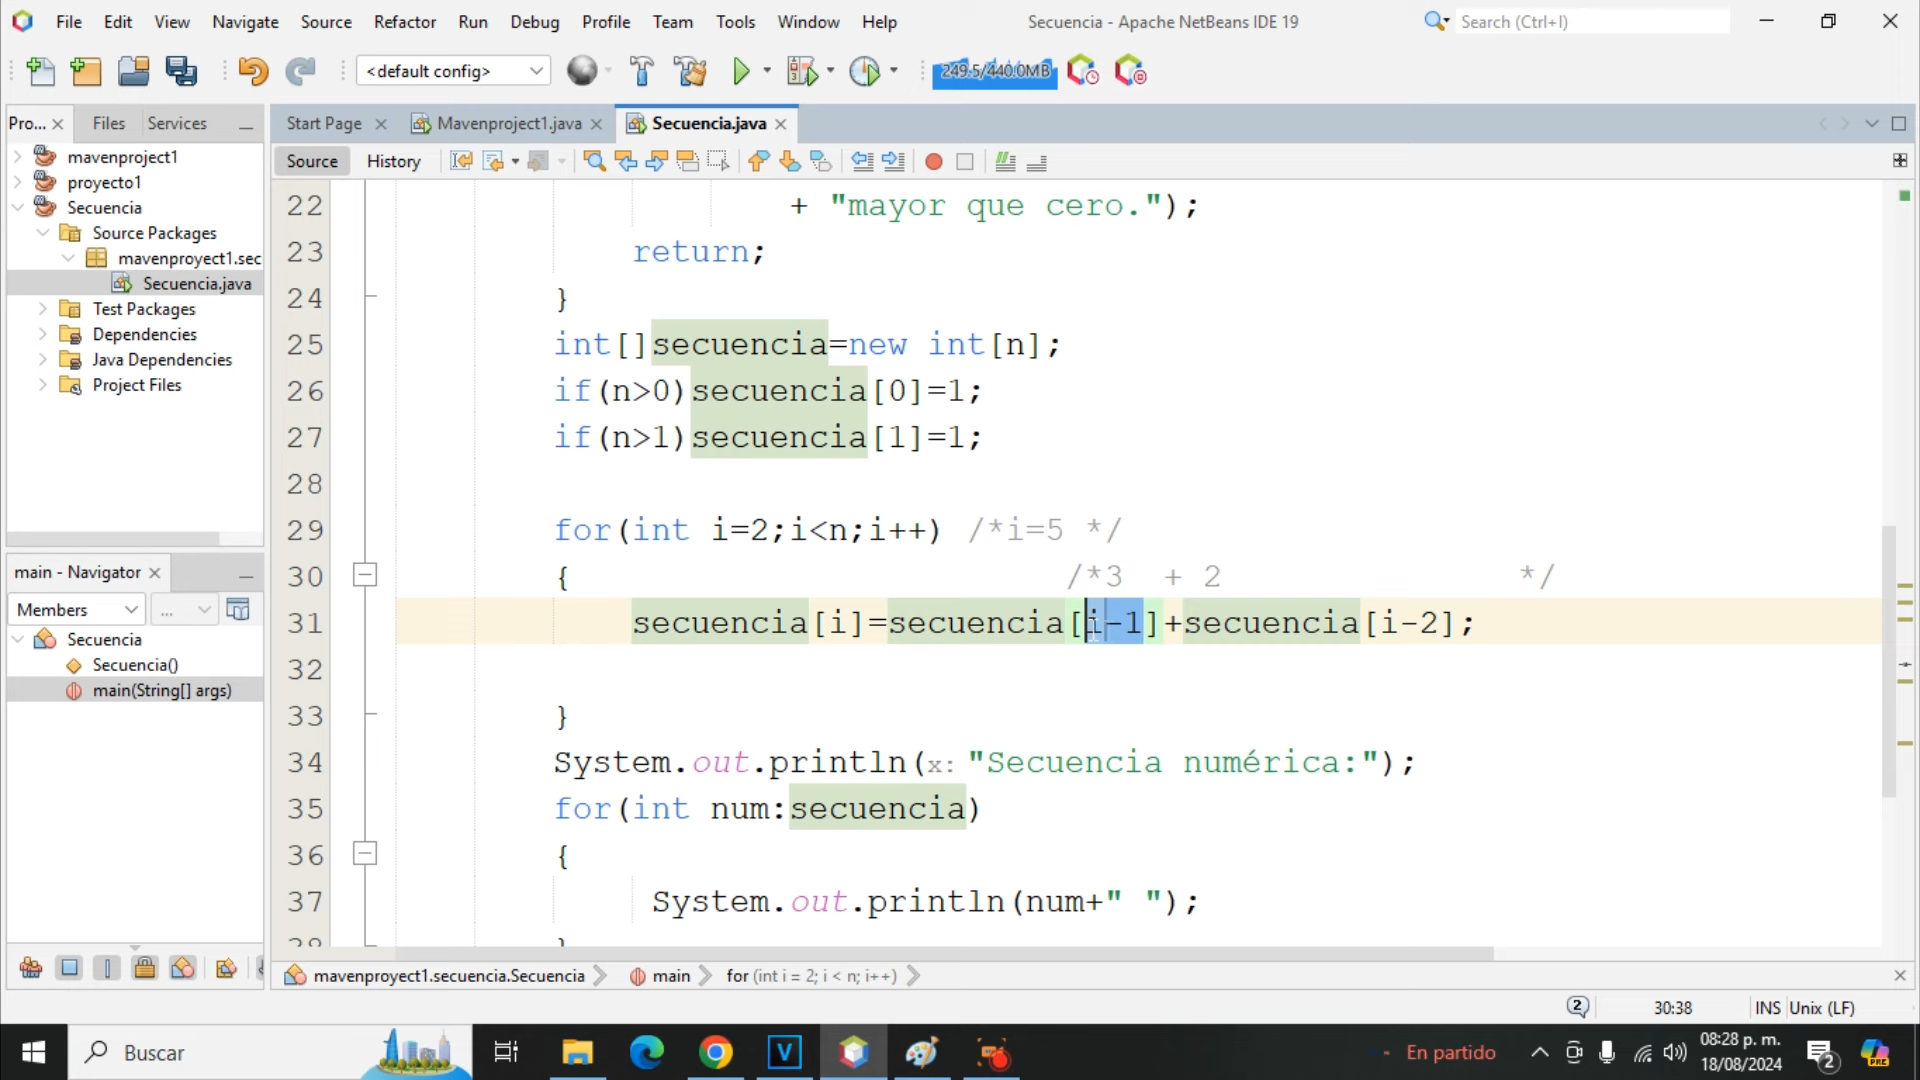 File Edit View Navigate Source Refactor Run Debug Profile Team Tools Window Help Secuencia - Apache NetBeans IDE 19 Search (Ctrl+I)
<default config> 249.5/440.0MB
Pro... Files Services Start Page Mavenproject1.java Secuencia.java
Source History
mavenproject1
proyecto1
Secuencia
Source Packages
mavenproyect1.sec
Secuencia.java
Test Packages
Dependencies
Java Dependencies
Project Files
22 + "mayor que cero.");
23 return;
24 }
25 int[]secuencia=new int[n];
26 if(n>0)secuencia[0]=1;
27 if(n>1)secuencia[1]=1;
28
29 for(int i=2;i<n;i++) /*i=5 */
30 { /*3 + 2 */
31 secuencia[i]=secuencia[i-1]+secuencia[i-2];
32
33 }
34 System.out.println(x: "Secuencia numérica:");
35 for(int num:secuencia)
36 {
37 System.out.println(num+" ");
38 }
main - Navigator
Members ...
Secuencia
Secuencia()
main(String[] args)
mavenproyect1.secuencia.Secuencia main for (int i = 2; i < n; i++)
2 30:38 INS Unix (LF)
Buscar En partido 08:28 p. m.
18/08/2024 2